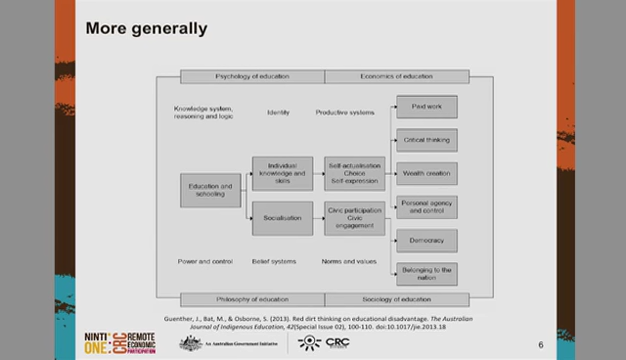 More generally
Psychology of education
Economics of education
Knowledge system,
reasoning and logic
Identity
Productive systems
Paid work
Critical thinking
Individual
knowledge and
skills
Self actualisation
Choice
Self-expression
Wealth creation
Education and
schooling
Personal agency
and control
Socialisation
Civic participation
Civic
engagement
Democracy
Power and control
Belief systems
Norms and values
Belonging to the
nation
Philosophy of education
Sociology of education
Guenther, J., Bat, M., & Osborne, S. (2013). Red dirt thinking on educational disadvantage. The Australian
Journal of Indigenous Education, 42(Special Issue 02), 100-110. doi:10.1017/jie.2013.18
NINTI
ONE
CRC
REMOTE
ECONOMIC
PARTICIPATION
An Australian Government Initiative
CRC
6